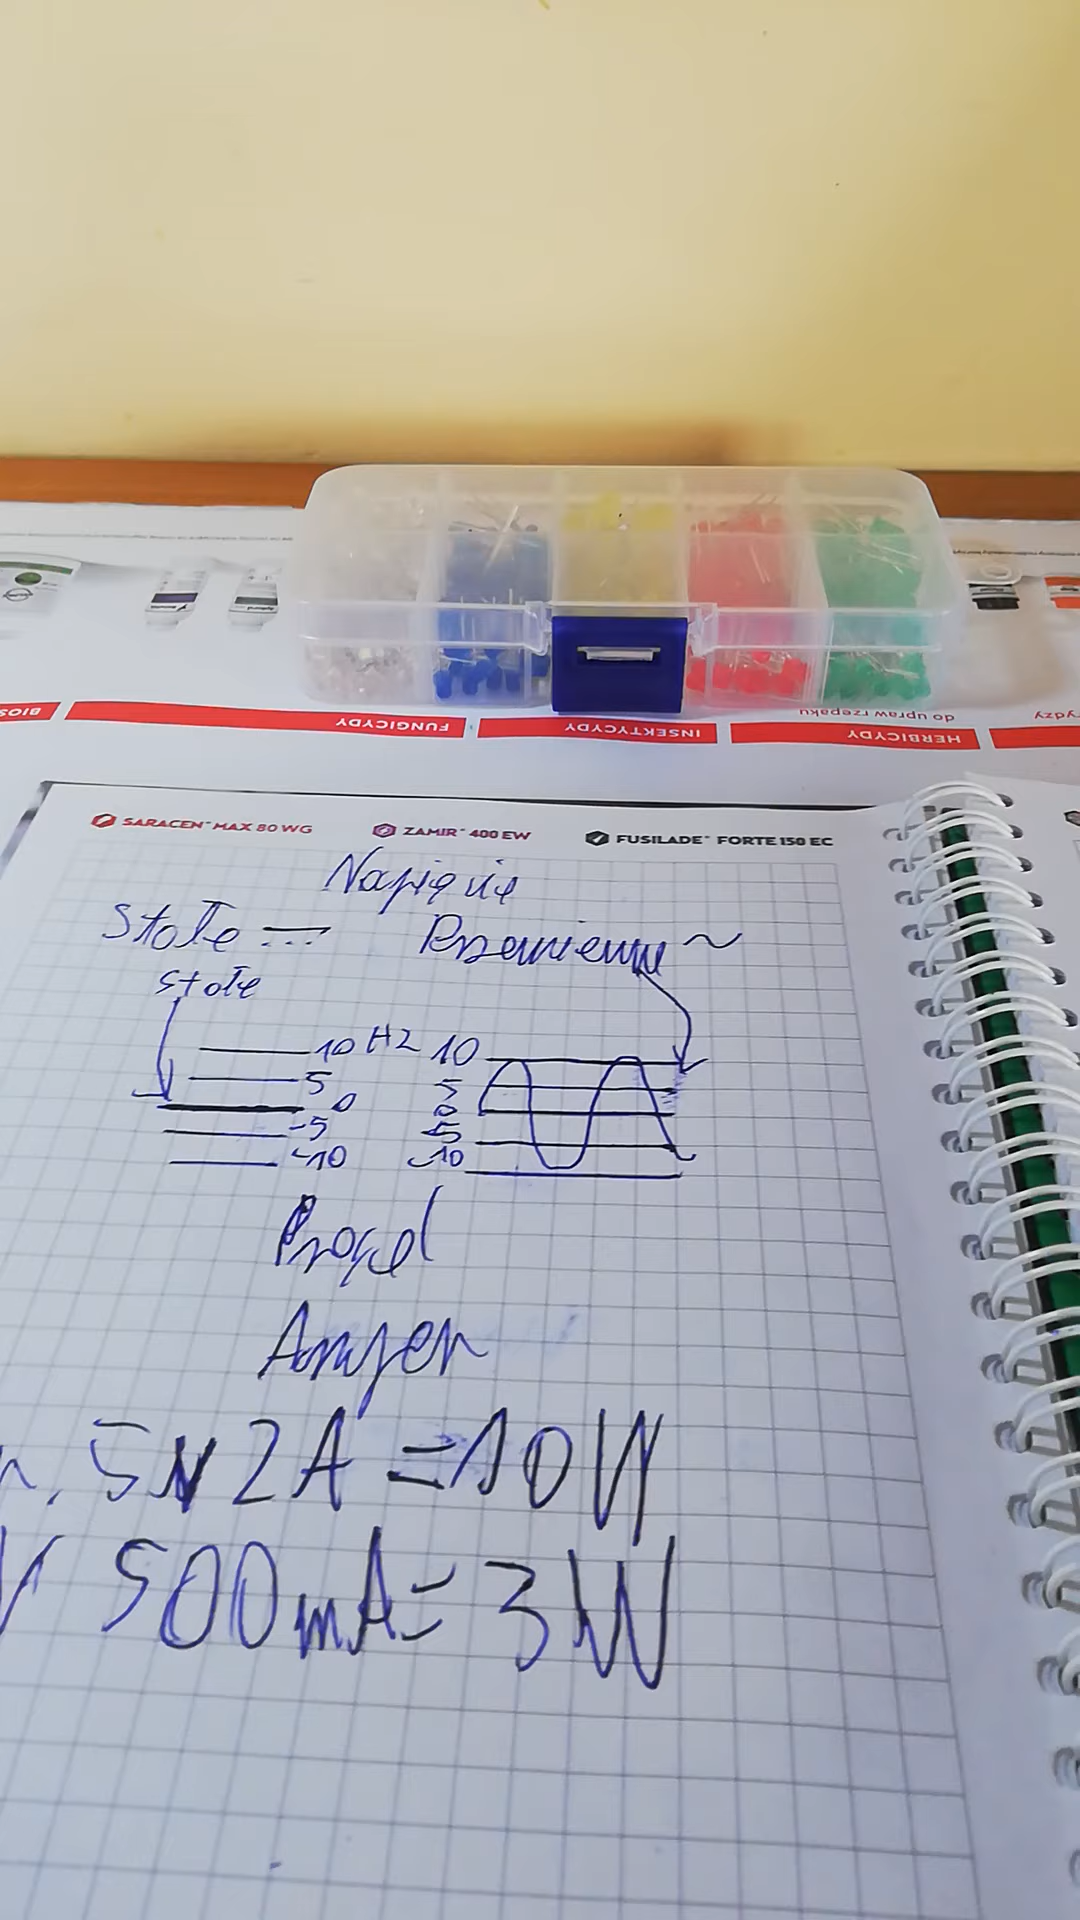 BIOS
FUNGICYDY
INSEKTYCYDY
do upraw rzepaku
HERBICYDY
SARACEN MAX 80 WG ZAMIR 400 EW FUSILADE FORTE 150 EC
Napięcie
Stałe Przemienne ~
stałe
10 Hz 10
5 5
0 0
-5 -5
-10 -10
Prąd
Amper
5V 2A = 10W
V 500mA = 3W